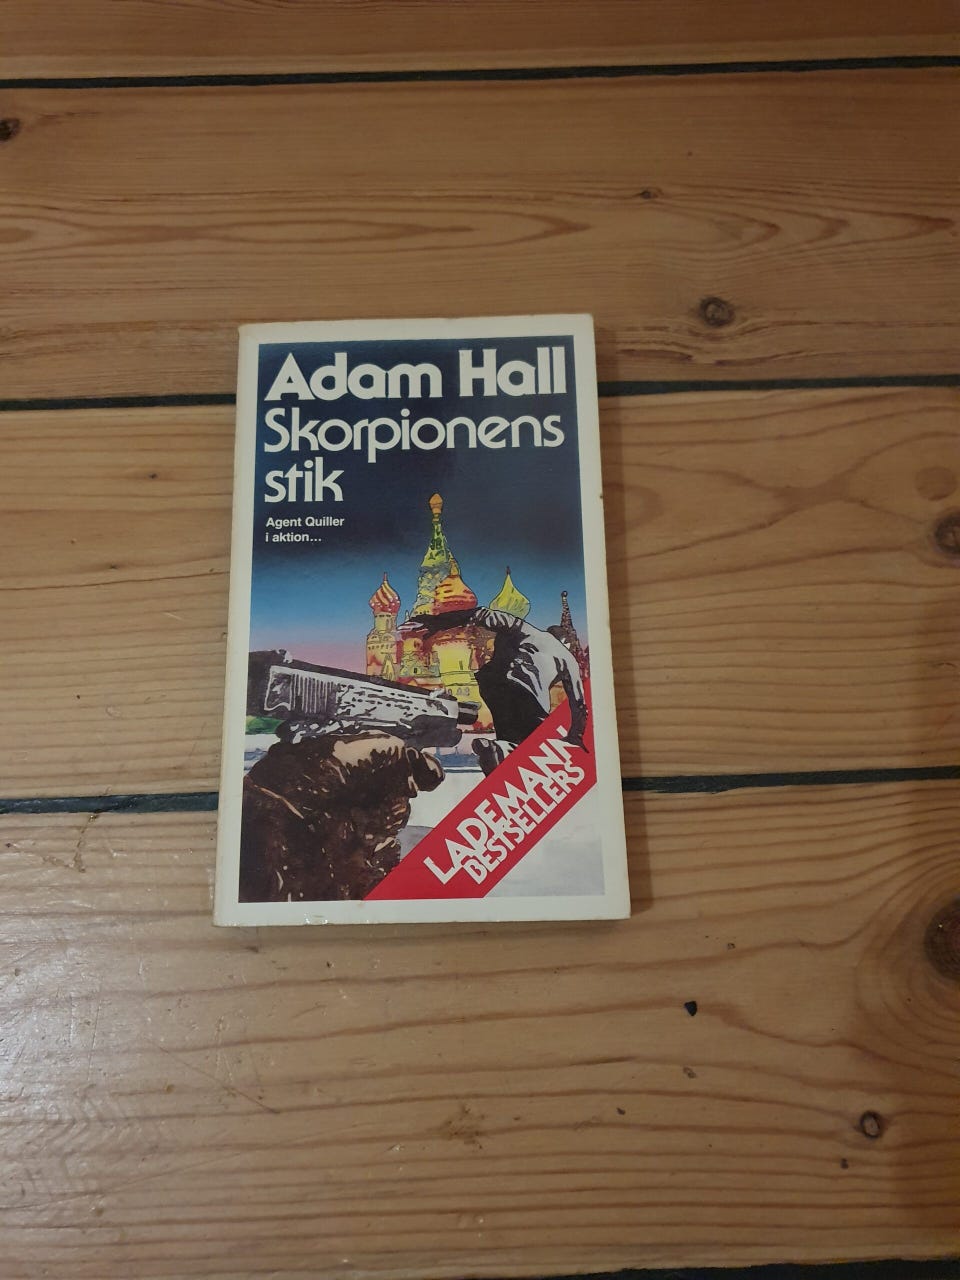 Adam Hall
Skorpionens
stik
Agent Quiller
i aktion...
LADEMANN
BESTSELLERS